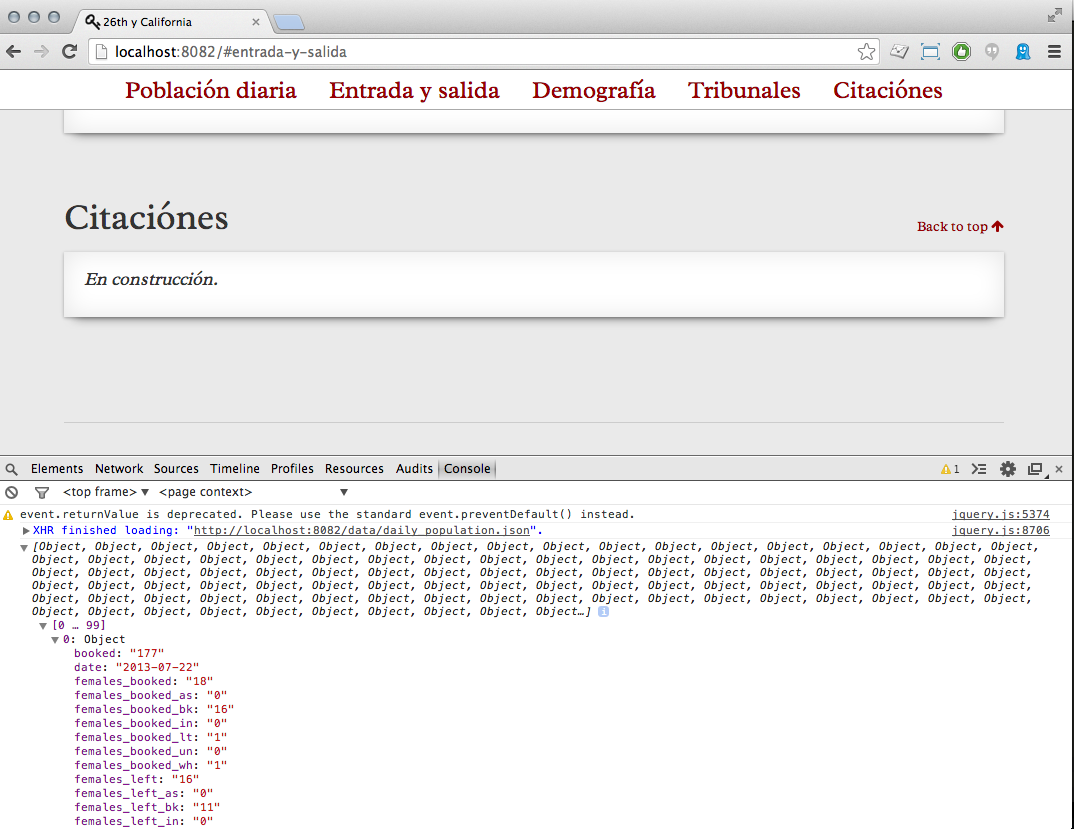 26th y California
localhost:8082/#entrada-y-salida
Población diaria Entrada y salida Demografía Tribunales Citaciónes
Citaciónes
Back to top
En construcción.
Elements Network Sources Timeline Profiles Resources Audits Console 1
<top frame> <page context>
event.returnValue is deprecated. Please use the standard event.preventDefault() instead. jquery.js:5374
XHR finished loading: "http://localhost:8082/data/daily_population.json". jquery.js:8706
[Object, Object, Object, Object, Object, Object, Object, Object, Object, Object, Object, Object, Object, Object, Object, Object, Object, Object,
Object, Object, Object, Object, Object, Object, Object, Object, Object, Object, Object, Object, Object, Object, Object, Object, Object, Object,
Object, Object, Object, Object, Object, Object, Object, Object, Object, Object, Object, Object, Object, Object, Object, Object, Object, Object,
Object, Object, Object, Object, Object, Object, Object, Object, Object, Object, Object, Object, Object, Object, Object, Object, Object, Object,
Object, Object, Object, Object, Object, Object, Object, Object, Object, Object, Object, Object, Object, Object, Object, Object, Object, Object,
Object, Object, Object, Object, Object, Object, Object, Object, Object, Object…]
[0 … 99]
0: Object
booked: "177"
date: "2013-07-22"
females_booked: "18"
females_booked_as: "0"
females_booked_bk: "16"
females_booked_in: "0"
females_booked_lt: "1"
females_booked_un: "0"
females_booked_wh: "1"
females_left: "16"
females_left_as: "0"
females_left_bk: "11"
females_left_in: "0"